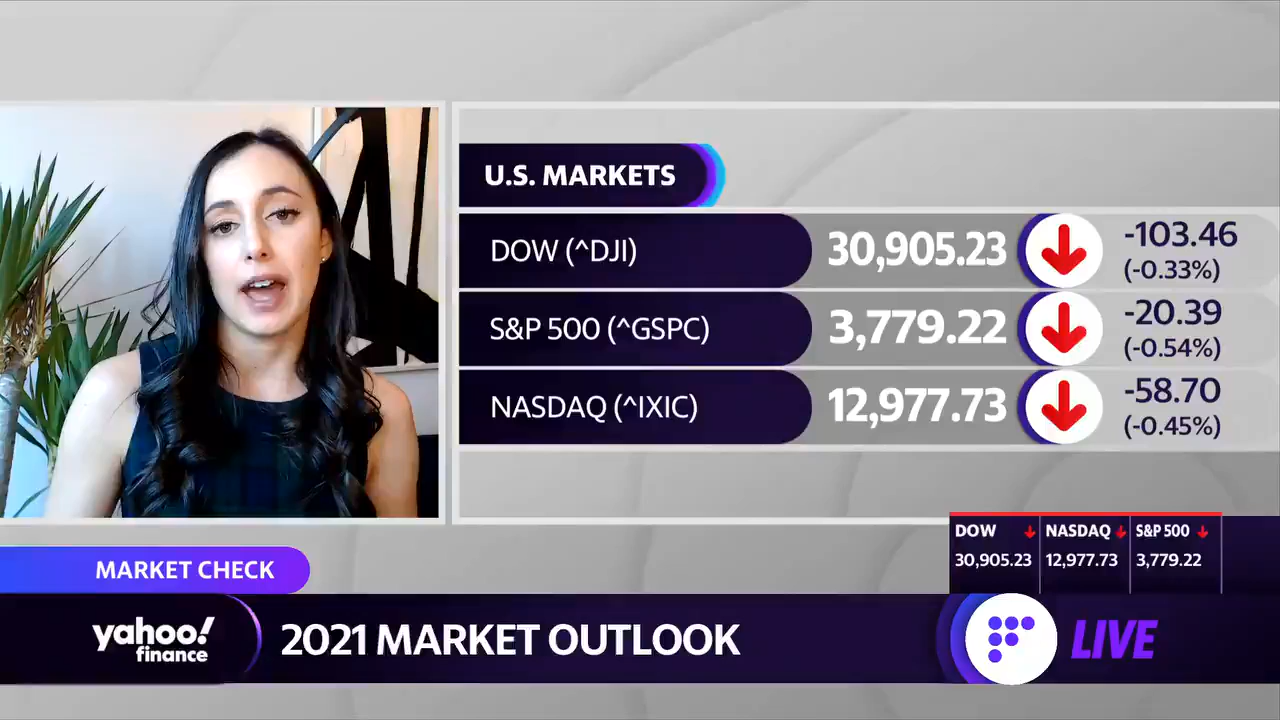 U.S. MARKETS
DOW (^DJI) 30,905.23 -103.46 (-0.33%)
S&P 500 (^GSPC) 3,779.22 -20.39 (-0.54%)
NASDAQ (^IXIC) 12,977.73 -58.70 (-0.45%)
DOW NASDAQ S&P 500
30,905.23 12,977.73 3,779.22
MARKET CHECK
yahoo!
finance
2021 MARKET OUTLOOK
LIVE